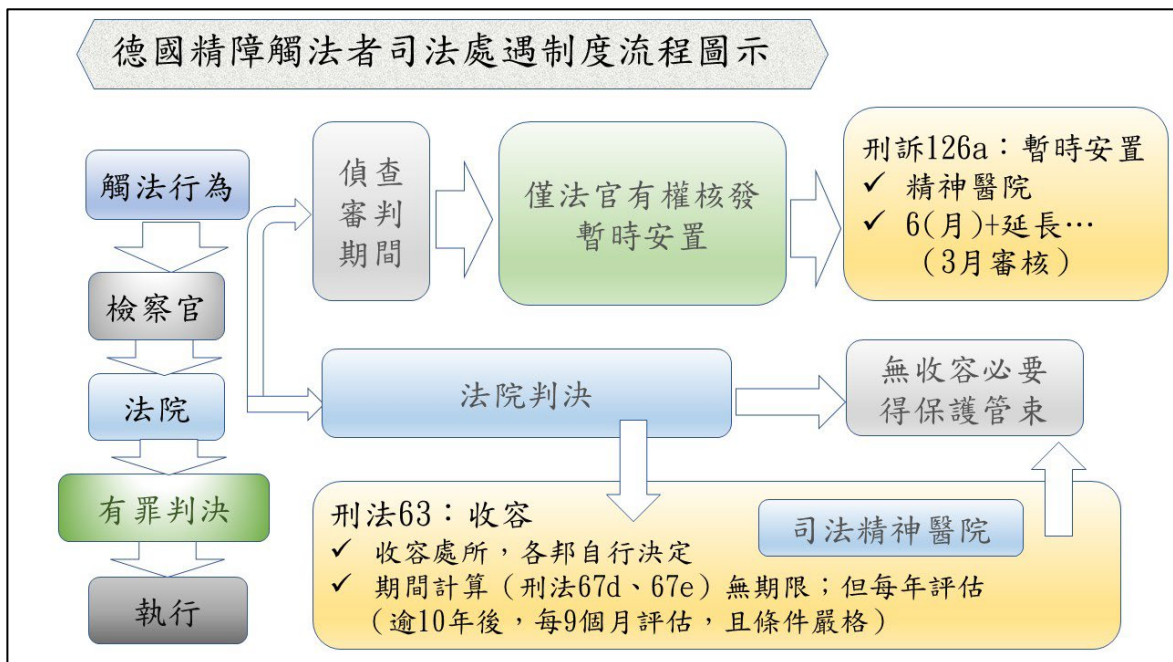 德國精障觸法者司法處遇制度流程圖示
觸法行為
檢察官
法院
有罪判決
執行
偵查
審判
期間
僅法官有權核發
暫時安置
刑訴126a：暫時安置
✓ 精神醫院
✓ 6(月)+延長…
（3月審核）
法院判決
無收容必要
得保護管束
刑法63：收容
✓ 收容處所，各邦自行決定
✓ 期間計算（刑法67d、67e）無期限；但每年評估
（逾10年後，每9個月評估，且條件嚴格）
司法精神醫院